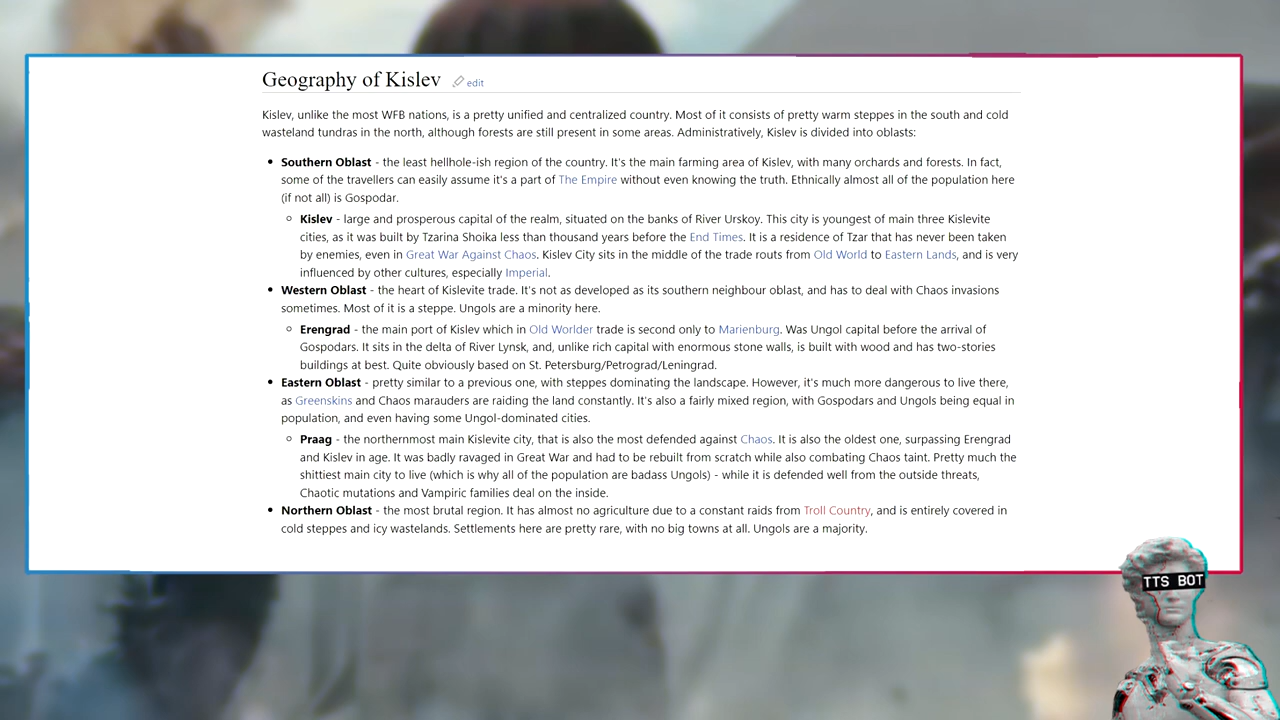 Geography of Kislev edit
Kislev, unlike the most WFB nations, is a pretty unified and centralized country. Most of it consists of pretty warm steppes in the south and cold
wasteland tundras in the north, although forests are still present in some areas. Administratively, Kislev is divided into oblasts:
Southern Oblast - the least hellhole-ish region of the country. It's the main farming area of Kislev, with many orchards and forests. In fact,
some of the travellers can easily assume it's a part of The Empire without even knowing the truth. Ethnically almost all of the population here
(if not all) is Gospodar.
Kislev - large and prosperous capital of the realm, situated on the banks of River Urskoy. This city is youngest of main three Kislevite
cities, as it was built by Tzarina Shoika less than thousand years before the End Times. It is a residence of Tzar that has never been taken
by enemies, even in Great War Against Chaos. Kislev City sits in the middle of the trade routs from Old World to Eastern Lands, and is very
influenced by other cultures, especially Imperial.
Western Oblast - the heart of Kislevite trade. It's not as developed as its southern neighbour oblast, and has to deal with Chaos invasions
sometimes. Most of it is a steppe. Ungols are a minority here.
Erengrad - the main port of Kislev which in Old Worlder trade is second only to Marienburg. Was Ungol capital before the arrival of
Gospodars. It sits in the delta of River Lynsk, and, unlike rich capital with enormous stone walls, is built with wood and has two-stories
buildings at best. Quite obviously based on St. Petersburg/Petrograd/Leningrad.
Eastern Oblast - pretty similar to a previous one, with steppes dominating the landscape. However, it's much more dangerous to live there,
as Greenskins and Chaos marauders are raiding the land constantly. It's also a fairly mixed region, with Gospodars and Ungols being equal in
population, and even having some Ungol-dominated cities.
Praag - the northernmost main Kislevite city, that is also the most defended against Chaos. It is also the oldest one, surpassing Erengrad
and Kislev in age. It was badly ravaged in Great War and had to be rebuilt from scratch while also combating Chaos taint. Pretty much the
shittiest main city to live (which is why all of the population are badass Ungols) - while it is defended well from the outside threats,
Chaotic mutations and Vampiric families deal on the inside.
Northern Oblast - the most brutal region. It has almost no agriculture due to a constant raids from Troll Country, and is entirely covered in
cold steppes and icy wastelands. Settlements here are pretty rare, with no big towns at all. Ungols are a majority.
TTS BOT